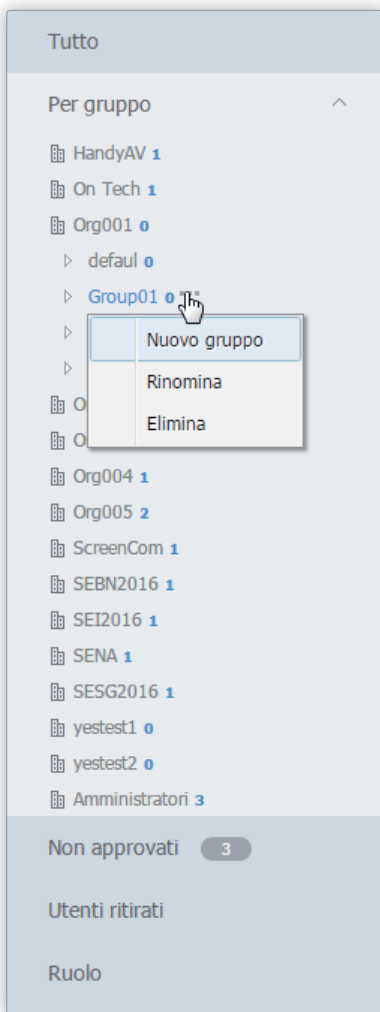 Tutto
Per gruppo
HandyAV 1
On Tech 1
Org001 0
defaul 0
Group01 0
Nuovo gruppo
Rinomina
Elimina
O
O
Org004 1
Org005 2
ScreenCom 1
SEBN2016 1
SEI2016 1
SENA 1
SESG2016 1
yestest1 0
yestest2 0
Amministratori 3
Non approvati 3
Utenti ritirati
Ruolo